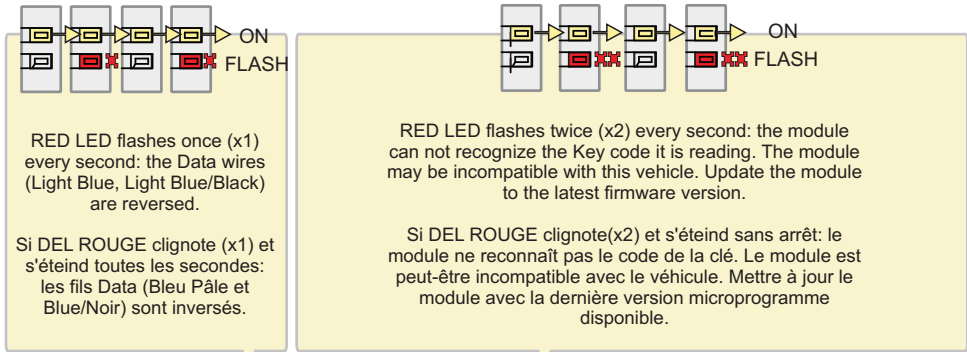 ON
FLASH
RED LED flashes once (x1)
every second: the Data wires
(Light Blue, Light Blue/Black)
are reversed.
Si DEL ROUGE clignote (x1) et
s'éteind toutes les secondes:
les fils Data (Bleu Pâle et
Blue/Noir) sont inversés.
ON
FLASH
RED LED flashes twice (x2) every second: the module
can not recognize the Key code it is reading. The module
may be incompatible with this vehicle. Update the module
to the latest firmware version.
Si DEL ROUGE clignote(x2) et s'éteind sans arrêt: le
module ne reconnaît pas le code de la clé. Le module est
peut-être incompatible avec le véhicule. Mettre à jour le
module avec la dernière version microprogramme
disponible.